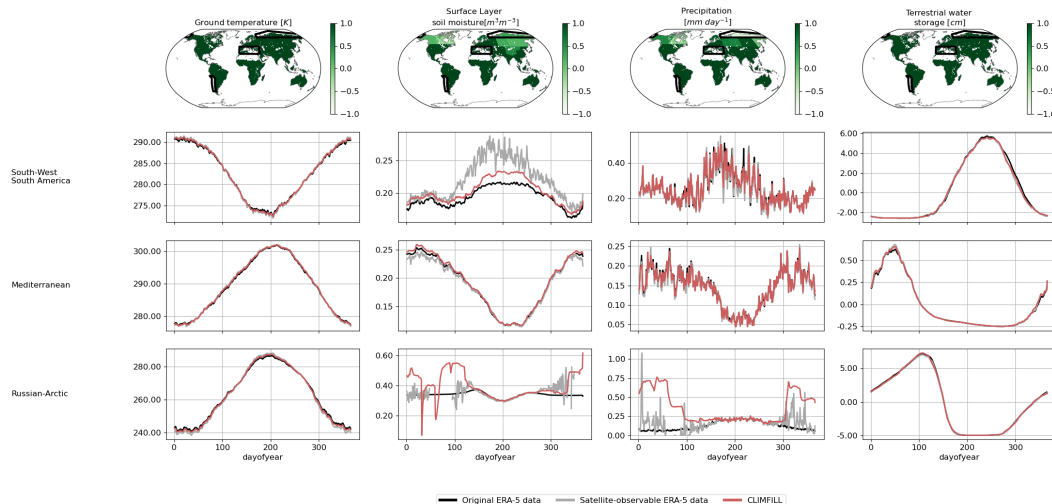 Ground temperature [K]
Surface Layer
soil moisture[m³m⁻³]
Precipitation
[mm day⁻¹]
Terrestrial water
storage [cm]
1.0
0.5
0.0
−0.5
−1.0
1.0
0.5
0.0
−0.5
−1.0
1.0
0.5
0.0
−0.5
−1.0
1.0
0.5
0.0
−0.5
−1.0
South-West
South America
290.00
285.00
280.00
275.00
0.25
0.20
0.40
0.20
6.00
4.00
2.00
0.00
-2.00
Mediterranean
300.00
290.00
280.00
0.25
0.20
0.15
0.25
0.20
0.15
0.10
0.05
0.50
0.00
-0.25
Russian-Arctic
280.00
260.00
240.00
0.60
0.40
0.20
1.00
0.75
0.50
0.25
0.00
5.00
0.00
-5.00
0 100 200 300
0 100 200 300
0 100 200 300
0 100 200 300
dayofyear
dayofyear
dayofyear
dayofyear
Original ERA-5 data
Satellite-observable ERA-5 data
CLIMFILL